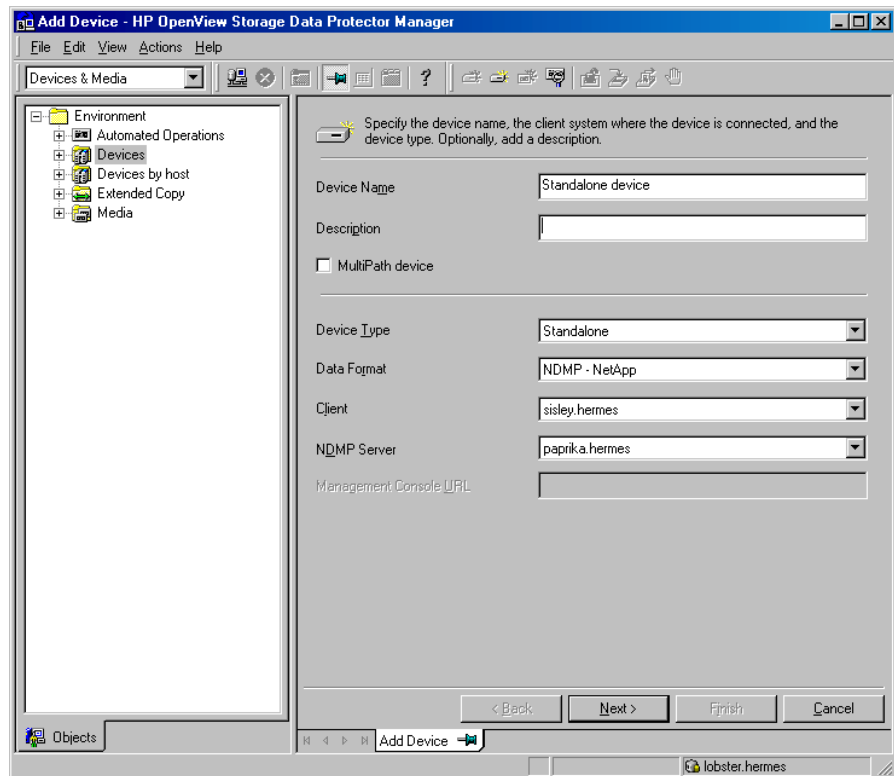 Add Device - HP OpenView Storage Data Protector Manager
File Edit View Actions Help
Devices & Media
?
Environment
Automated Operations
Devices
Devices by host
Extended Copy
Media
Objects
Specify the device name, the client system where the device is connected, and the
device type. Optionally, add a description.
Device Name Standalone device
Description
MultiPath device
Device Type Standalone
Data Format NDMP - NetApp
Client sisley.hermes
NDMP Server paprika.hermes
Management Console URL
< Back Next > Finish Cancel
Add Device
lobster.hermes